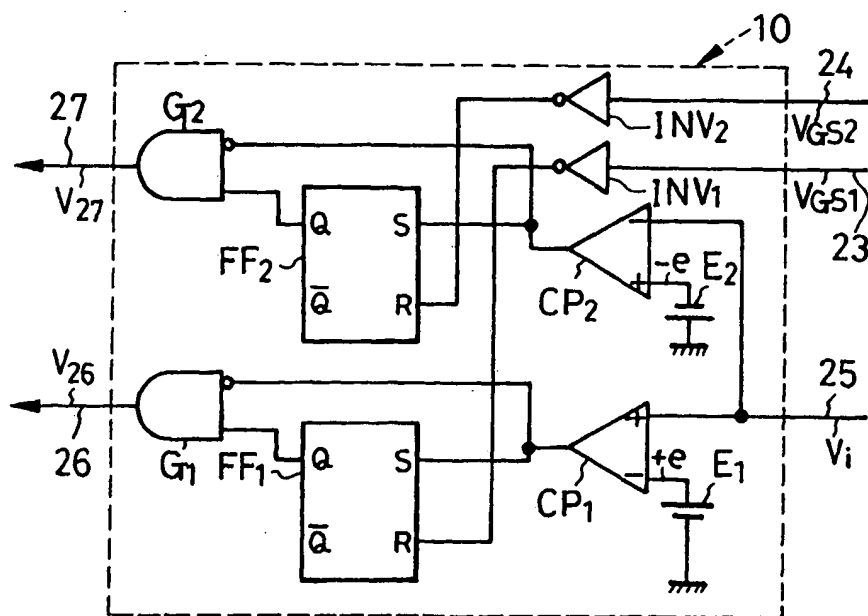 10
24
G2
27
INV2
VGS2
V27
INV1
VGS1
23
Q S
FF2
-e E2
Q̅ R
CP2
V26
25
26
Vi
G1
FF1
Q S
+e E1
CP1
Q̅ R
+
-